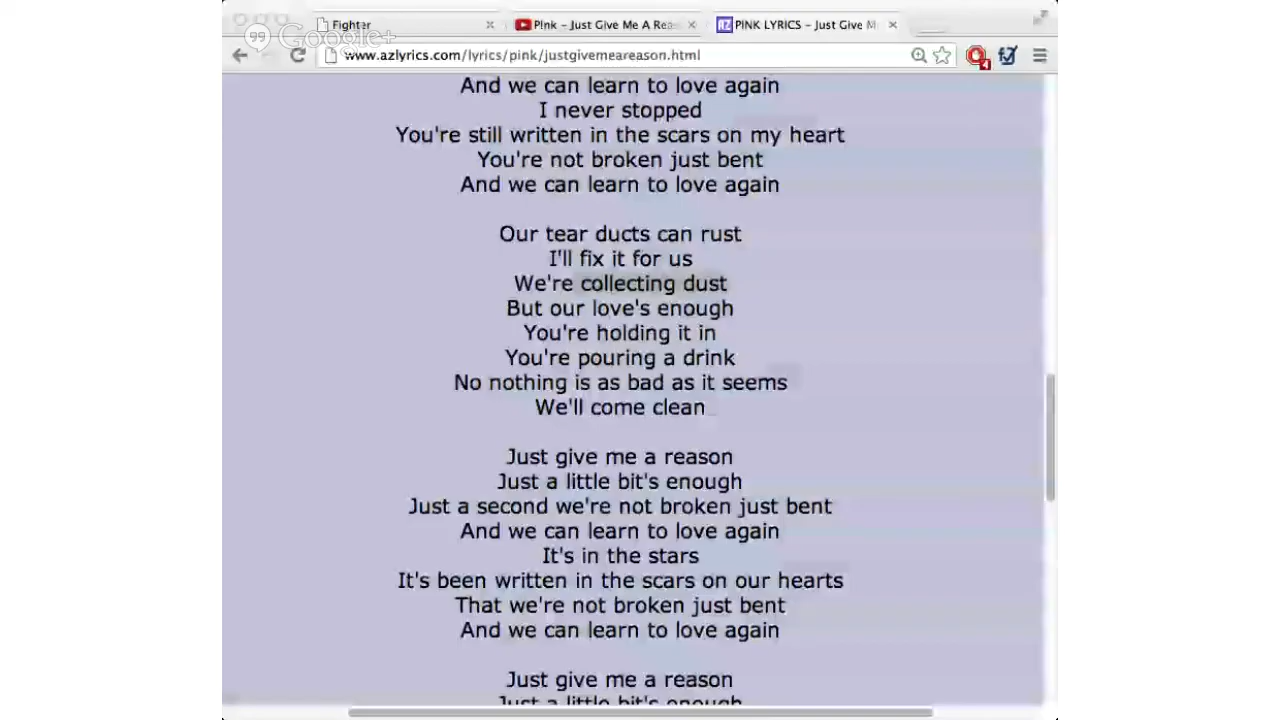 Fighter
P!nk - Just Give Me A Rea
PINK LYRICS - Just Give M
Google+
www.azlyrics.com/lyrics/pink/justgivemeareason.html
And we can learn to love again
I never stopped
You're still written in the scars on my heart
You're not broken just bent
And we can learn to love again
Our tear ducts can rust
I'll fix it for us
We're collecting dust
But our love's enough
You're holding it in
You're pouring a drink
No nothing is as bad as it seems
We'll come clean
Just give me a reason
Just a little bit's enough
Just a second we're not broken just bent
And we can learn to love again
It's in the stars
It's been written in the scars on our hearts
That we're not broken just bent
And we can learn to love again
Just give me a reason
Just a little bit's enough